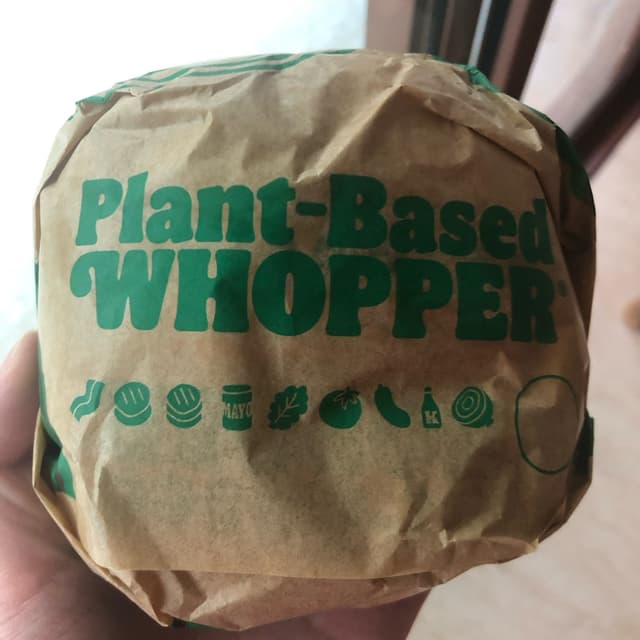 Plant-Based
WHOPPER
MAYO
K